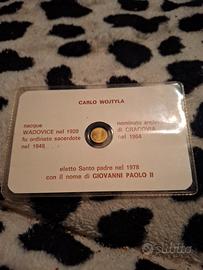 CARLO WOJTYLA
nacque
WADOVICE nel 1920
fu ordinato sacerdote
nel 1946
nominato
di CRACOVIA
nel 1964
eletto Santo padre nel 1978
con il nome di GIOVANNI PAOLO II
subito